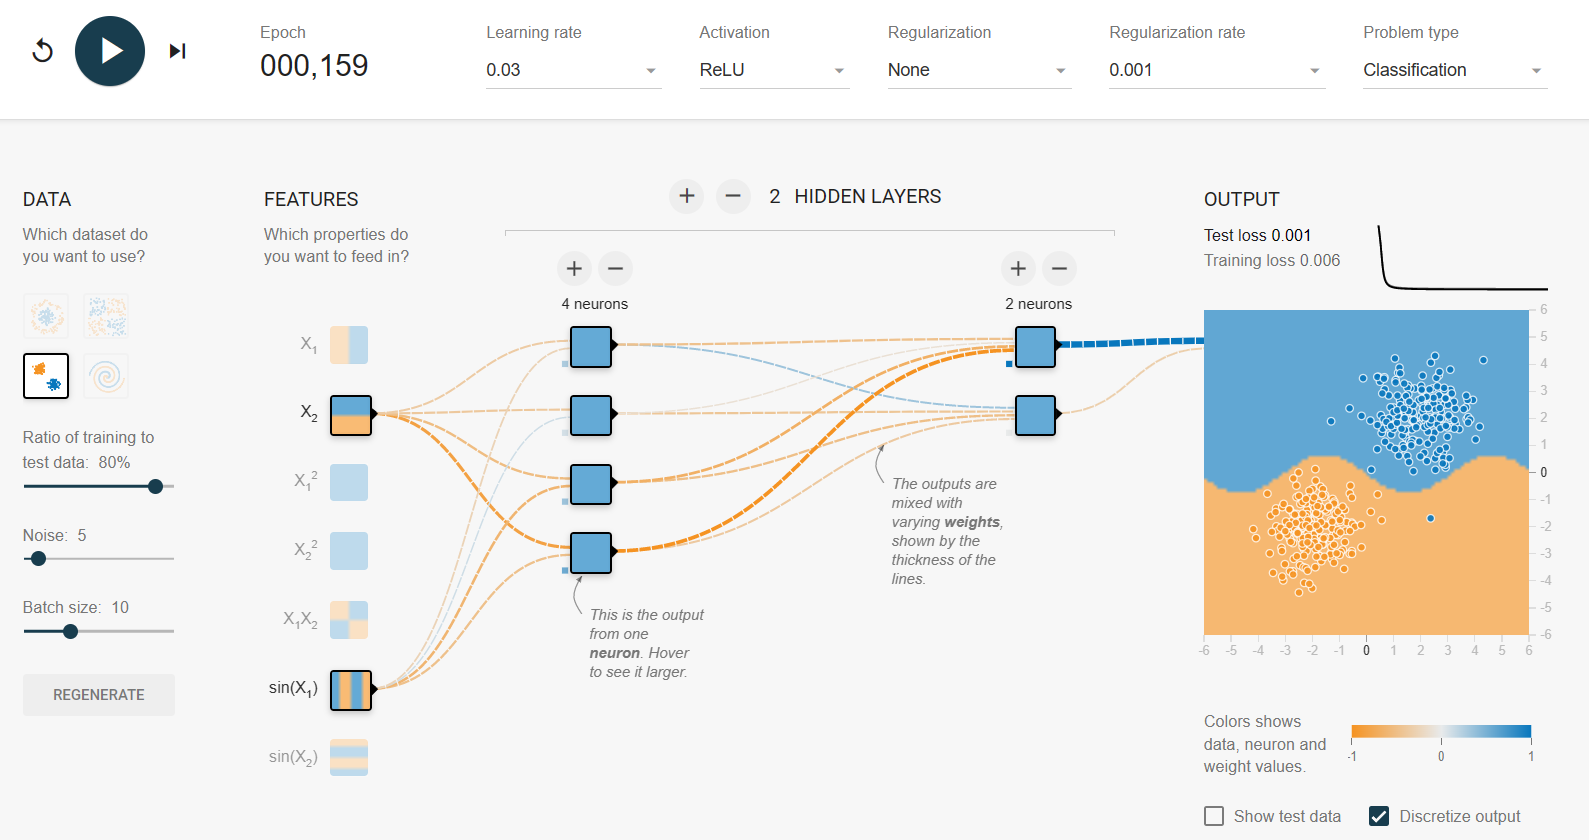 Epoch
000,159
Learning rate
0.03
Activation
ReLU
Regularization
None
Regularization rate
0.001
Problem type
Classification
DATA
Which dataset do
you want to use?
Ratio of training to
test data: 80%
Noise: 5
Batch size: 10
REGENERATE
FEATURES
Which properties do
you want to feed in?
X1
X2
X1²
X2²
X1X2
sin(X1)
sin(X2)
2 HIDDEN LAYERS
4 neurons
2 neurons
This is the output
from one
neuron. Hover
to see it larger.
The outputs are
mixed with
varying weights,
shown by the
thickness of the
lines.
OUTPUT
Test loss 0.001
Training loss 0.006
6
5
4
3
2
1
0
-1
-2
-3
-4
-5
-6
-6 -5 -4 -3 -2 -1 0 1 2 3 4 5 6
Colors shows
data, neuron and
weight values.
-1 0 1
Show test data
Discretize output